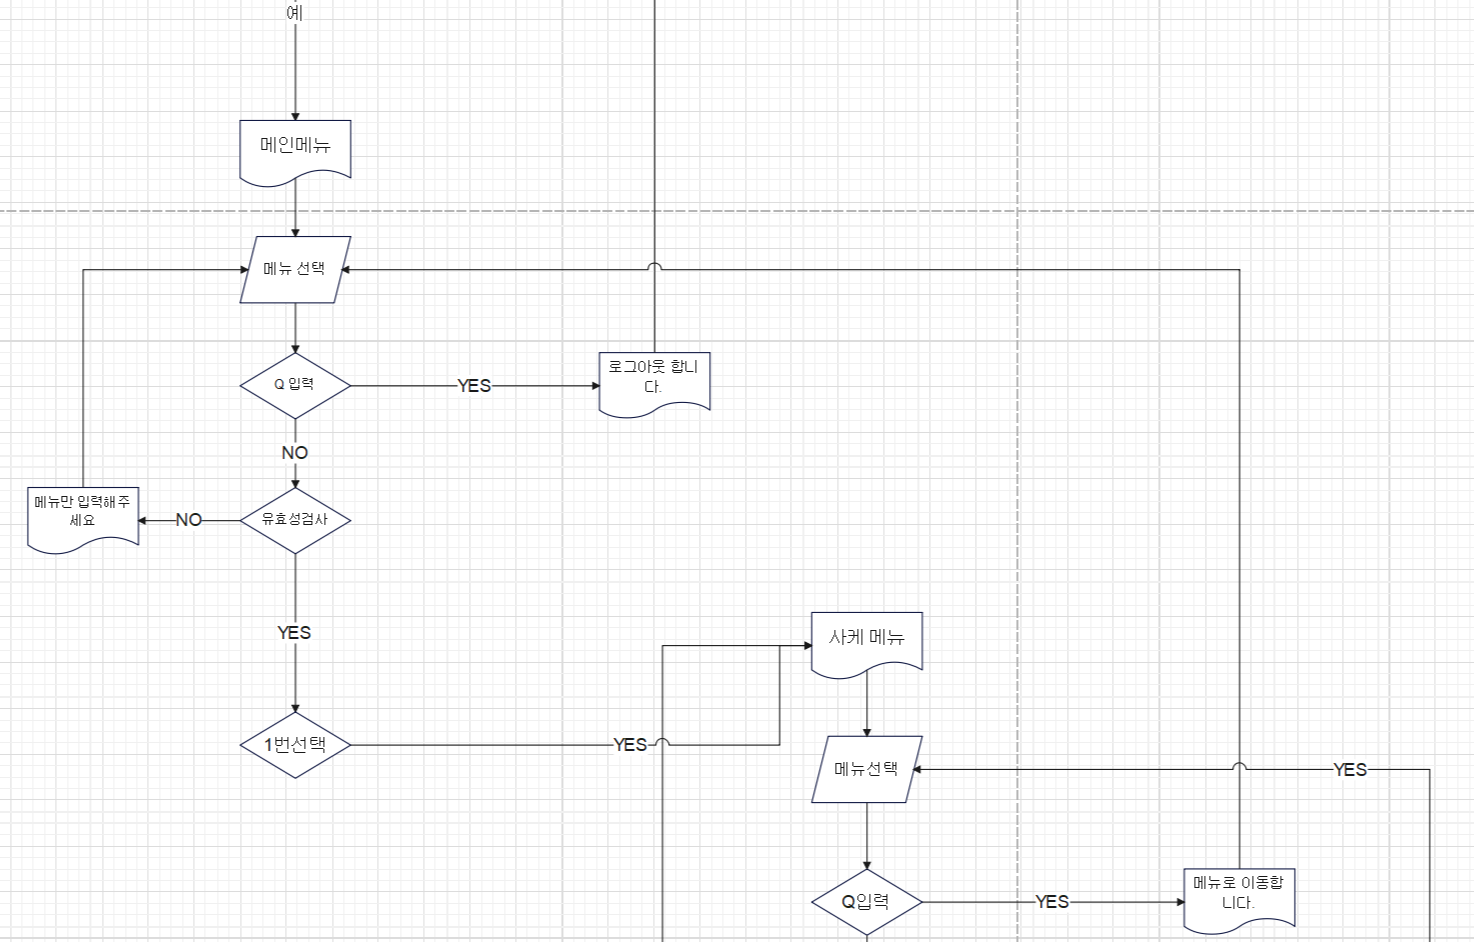 예
메인메뉴
메뉴 선택
Q 입력
YES
로그아웃 합니
다.
NO
메뉴만 입력해 주
세요
NO
유효성검사
YES
사케 메뉴
1번선택
YES
메뉴선택
YES
Q입력
YES
메뉴로 이동합
니다.